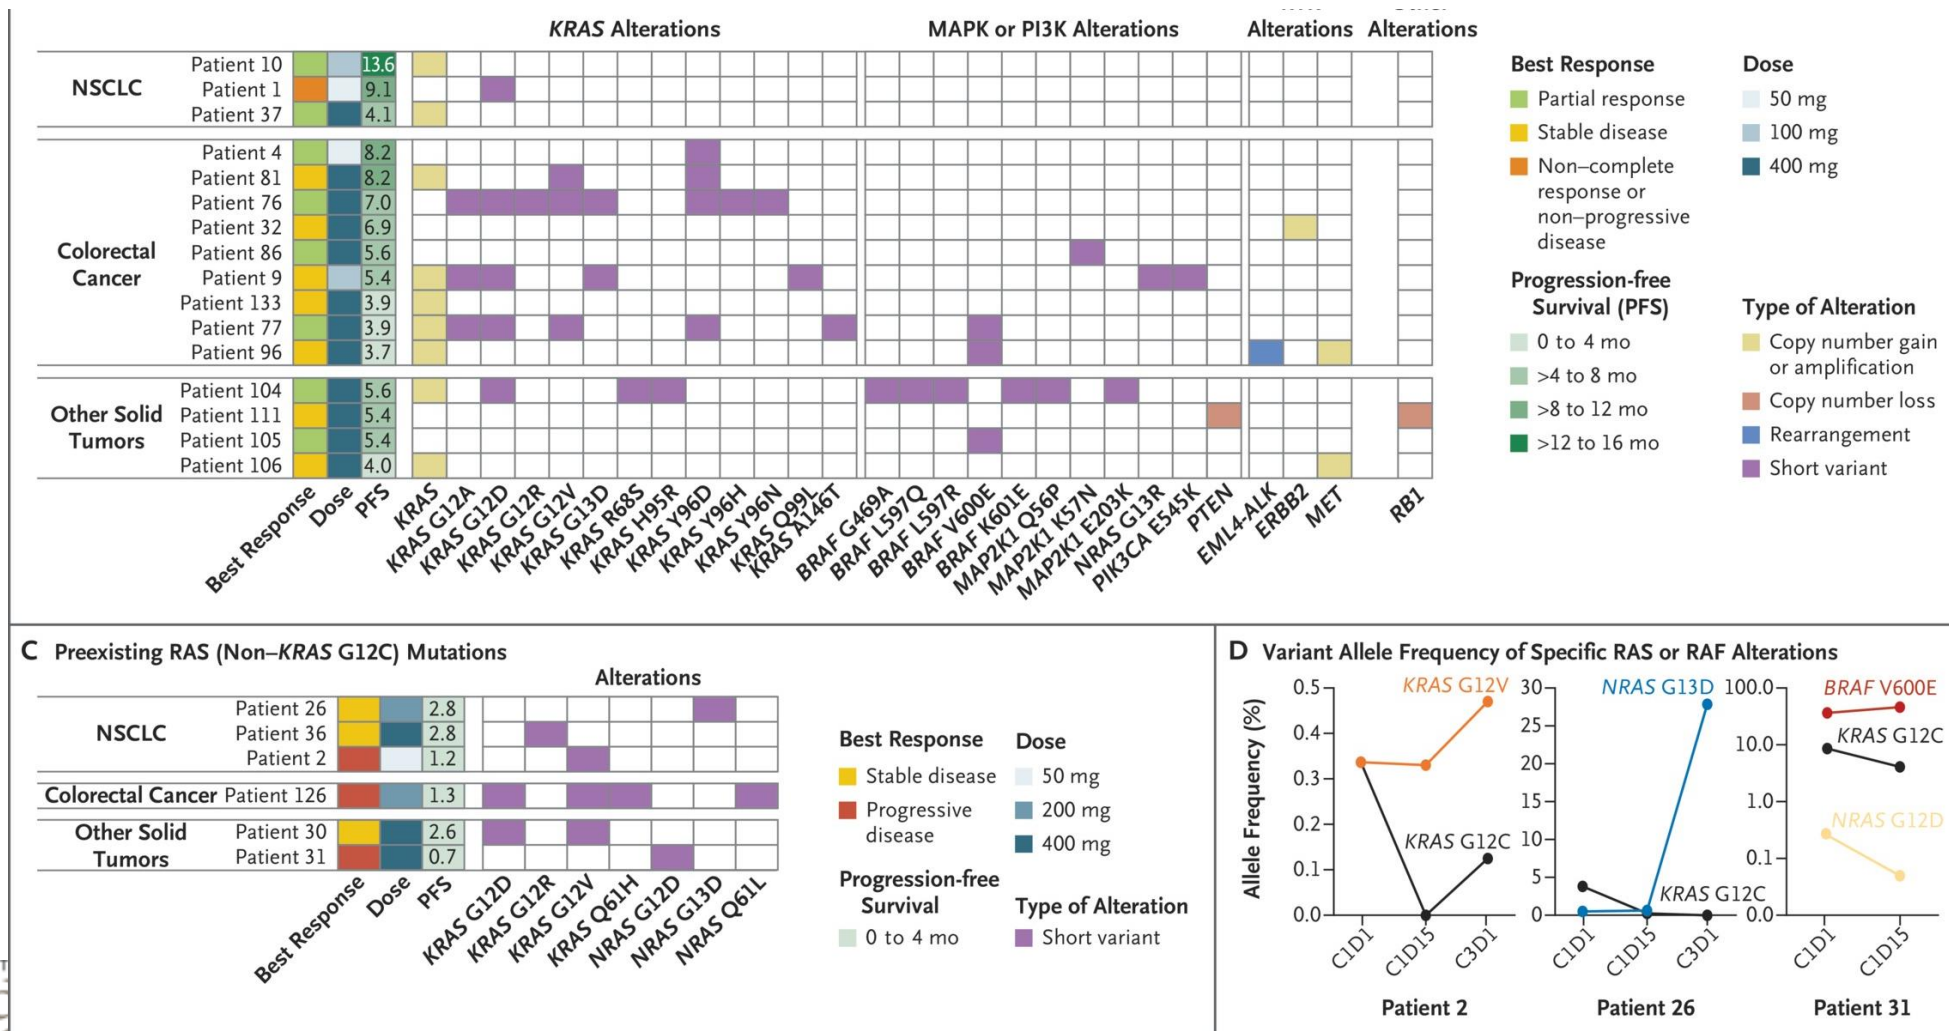 KRAS Alterations
MAPK or PI3K Alterations
Alterations
Alterations
NSCLC
Patient 10 13.6
Patient 1 9.1
Patient 37 4.1
Colorectal
Cancer
Patient 4 8.2
Patient 81 8.2
Patient 76 7.0
Patient 32 6.9
Patient 86 5.6
Patient 9 5.4
Patient 133 3.9
Patient 77 3.9
Patient 96 3.7
Other Solid
Tumors
Patient 104 5.6
Patient 111 5.4
Patient 105 5.4
Patient 106 4.0
Best Response
Dose
PFS
KRAS
KRAS G12A
KRAS G12D
KRAS G12R
KRAS G12V
KRAS G13D
KRAS R68S
KRAS H95R
KRAS Y96D
KRAS Y96H
KRAS Y96N
KRAS Q99L
KRAS A146T
BRAF G469A
BRAF L597Q
BRAF L597R
BRAF V600E
BRAF K601E
MAP2K1 Q56P
MAP2K1 K57N
MAP2K1 E203K
NRAS G13R
PIK3CA E545K
PTEN
EML4-ALK
ERBB2
MET
RB1
Best Response
Partial response
Stable disease
Non–complete
response or
non–progressive
disease
Dose
50 mg
100 mg
400 mg
Progression-free
Survival (PFS)
0 to 4 mo
>4 to 8 mo
>8 to 12 mo
>12 to 16 mo
Type of Alteration
Copy number gain
or amplification
Copy number loss
Rearrangement
Short variant
C Preexisting RAS (Non–KRAS G12C) Mutations
Alterations
NSCLC
Patient 26 2.8
Patient 36 2.8
Patient 2 1.2
Colorectal Cancer Patient 126 1.3
Other Solid
Tumors
Patient 30 2.6
Patient 31 0.7
Best Response
Dose
PFS
KRAS G12D
KRAS G12R
KRAS G12V
KRAS Q61H
NRAS G12D
NRAS G13D
NRAS Q61L
Best Response
Stable disease
Progressive
disease
Dose
50 mg
200 mg
400 mg
Progression-free
Survival
0 to 4 mo
Type of Alteration
Short variant
D Variant Allele Frequency of Specific RAS or RAF Alterations
Allele Frequency (%)
0.5
0.4
0.3
0.2
0.1
0.0
KRAS G12V
KRAS G12C
C1D1
C1D15
C3D1
Patient 2
30
25
20
15
10
5
0
NRAS G13D
KRAS G12C
C1D1
C1D15
C3D1
Patient 26
100.0
10.0
1.0
0.1
0.0
BRAF V600E
KRAS G12C
NRAS G12D
C1D1
C1D15
Patient 31